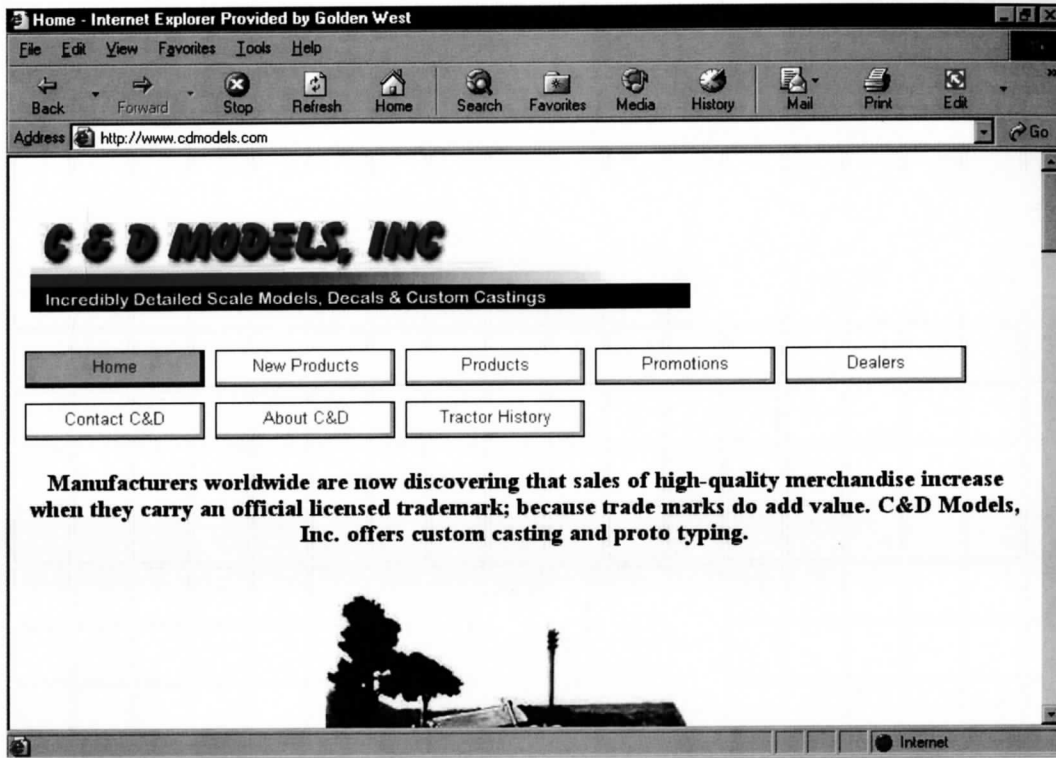 Home - Internet Explorer Provided by Golden West
File Edit View Favorites Tools Help
Back Forward Stop Refresh Home Search Favorites Media History Mail Print Edit
Address http://www.cdmodels.com Go
C & D MODELS, INC
Incredibly Detailed Scale Models, Decals & Custom Castings
Home New Products Products Promotions Dealers
Contact C&D About C&D Tractor History
Manufacturers worldwide are now discovering that sales of high-quality merchandise increase
when they carry an official licensed trademark; because trade marks do add value. C&D Models,
Inc. offers custom casting and proto typing.
Internet